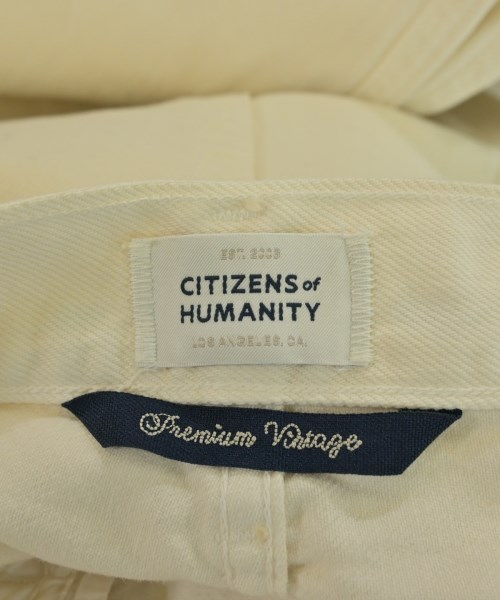 EST. 2003
CITIZENS of
HUMANITY
LOS ANGELES, CA.
Premium Vintage